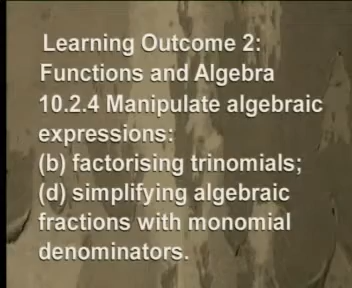 Learning Outcome 2:
Functions and Algebra
10.2.4 Manipulate algebraic
expressions:
(b) factorising trinomials;
(d) simplifying algebraic
fractions with monomial
denominators.